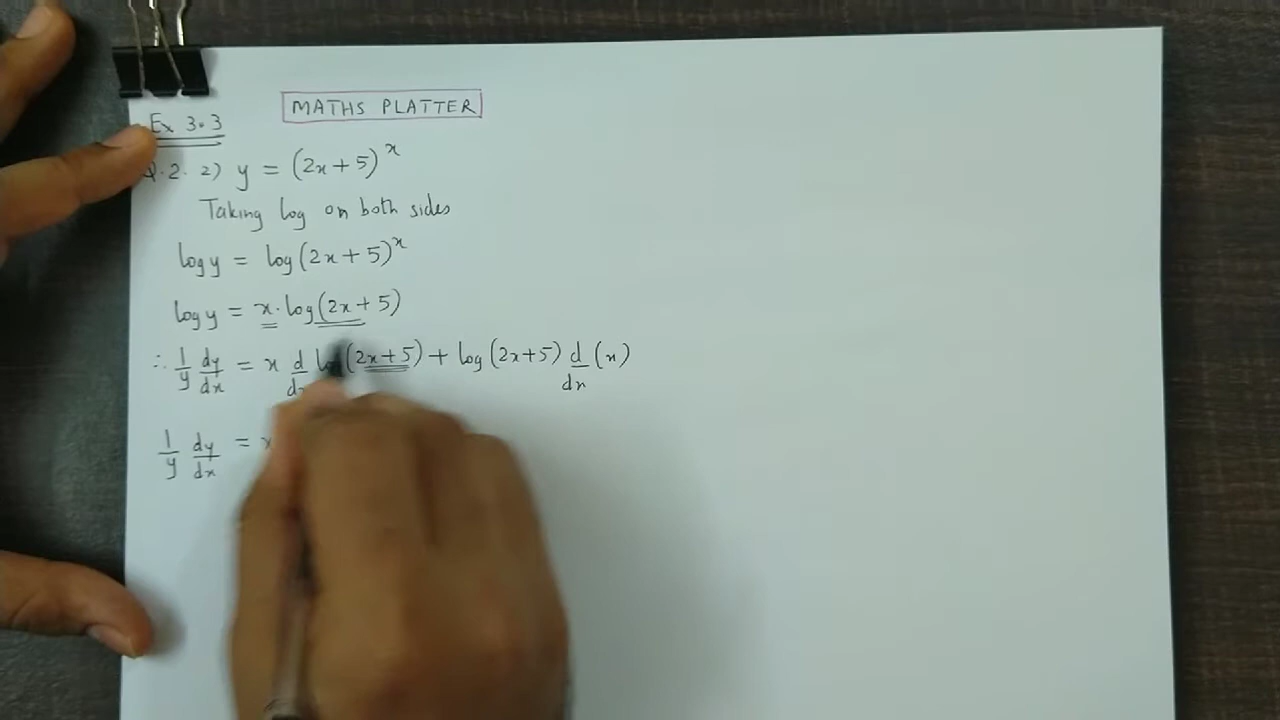 MATHS PLATTER
Ex 3.3
Q.2. 2) y = (2x+5)^x
Taking log on both sides
log y = log(2x+5)^x
log y = x·log(2x+5)
∴ 1/y dy/dx = x d/dx log(2x+5) + log(2x+5) d/dx (x)
1/y dy/dx = x